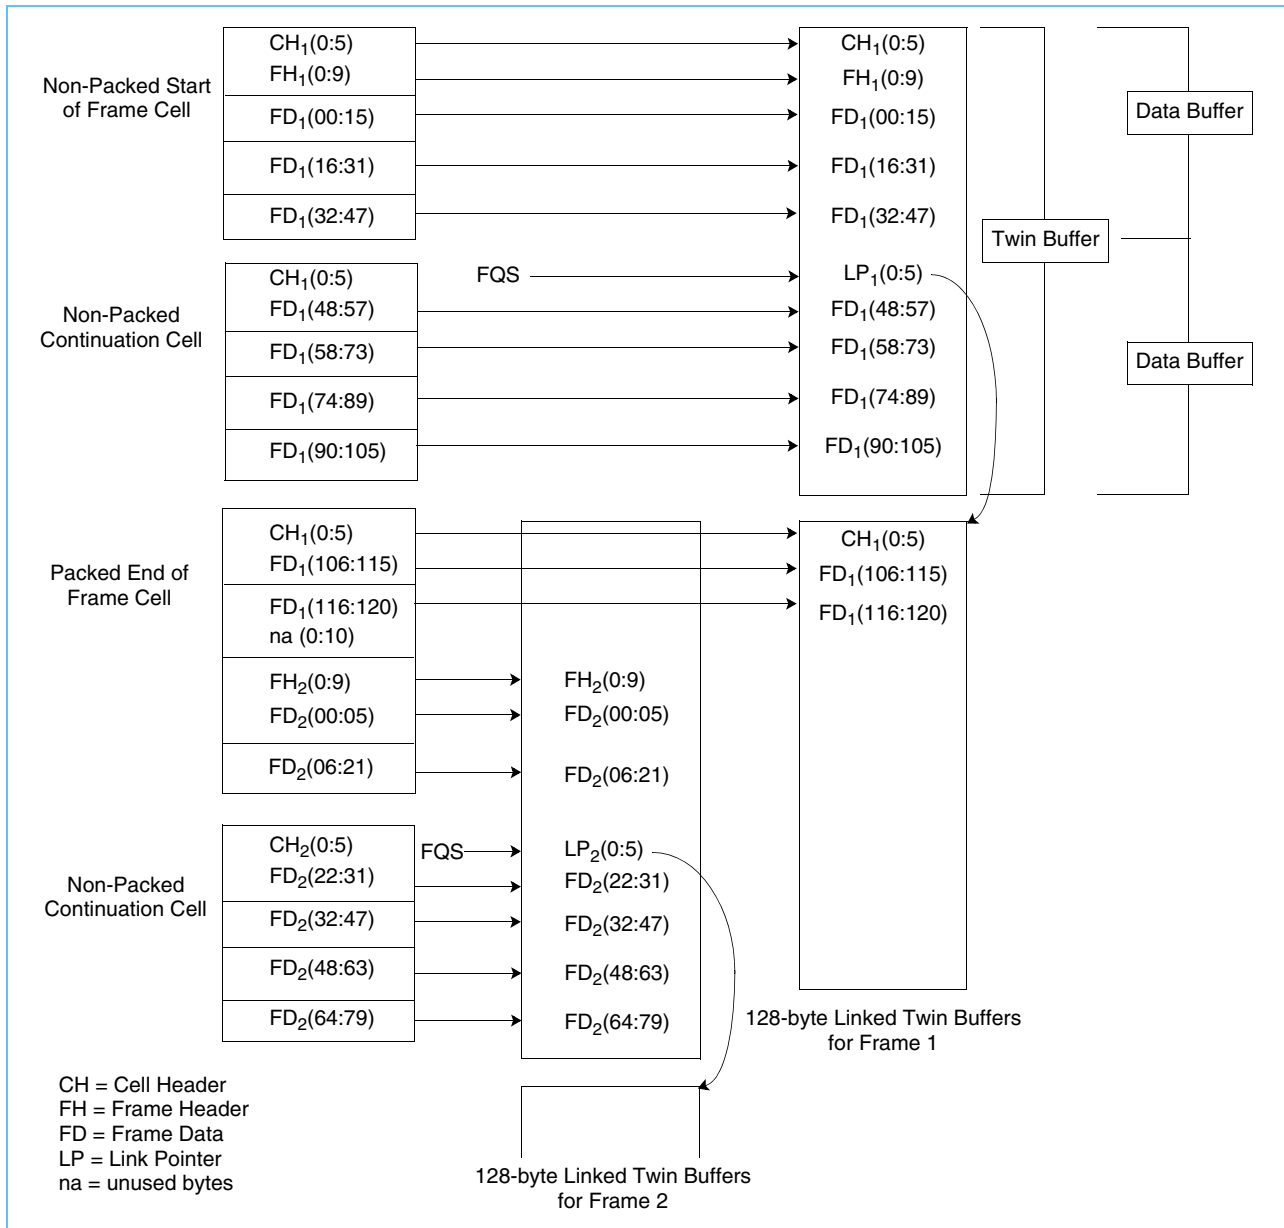 Non-Packed Start
of Frame Cell
CH1(0:5)
FH1(0:9)
FD1(00:15)
FD1(16:31)
FD1(32:47)
CH1(0:5)
FH1(0:9)
FD1(00:15)
FD1(16:31)
FD1(32:47)
Data Buffer
Twin Buffer
Non-Packed
Continuation Cell
CH1(0:5)
FD1(48:57)
FD1(58:73)
FD1(74:89)
FD1(90:105)
FQS
LP1(0:5)
FD1(48:57)
FD1(58:73)
FD1(74:89)
FD1(90:105)
Data Buffer
Packed End of
Frame Cell
CH1(0:5)
FD1(106:115)
FD1(116:120)
na (0:10)
FH2(0:9)
FD2(00:05)
FD2(06:21)
FH2(0:9)
FD2(00:05)
FD2(06:21)
CH1(0:5)
FD1(106:115)
FD1(116:120)
Non-Packed
Continuation Cell
CH2(0:5)
FD2(22:31)
FD2(32:47)
FD2(48:63)
FD2(64:79)
FQS
LP2(0:5)
FD2(22:31)
FD2(32:47)
FD2(48:63)
FD2(64:79)
128-byte Linked Twin Buffers
for Frame 1
CH = Cell Header
FH = Frame Header
FD = Frame Data
LP = Link Pointer
na = unused bytes
128-byte Linked Twin Buffers
for Frame 2